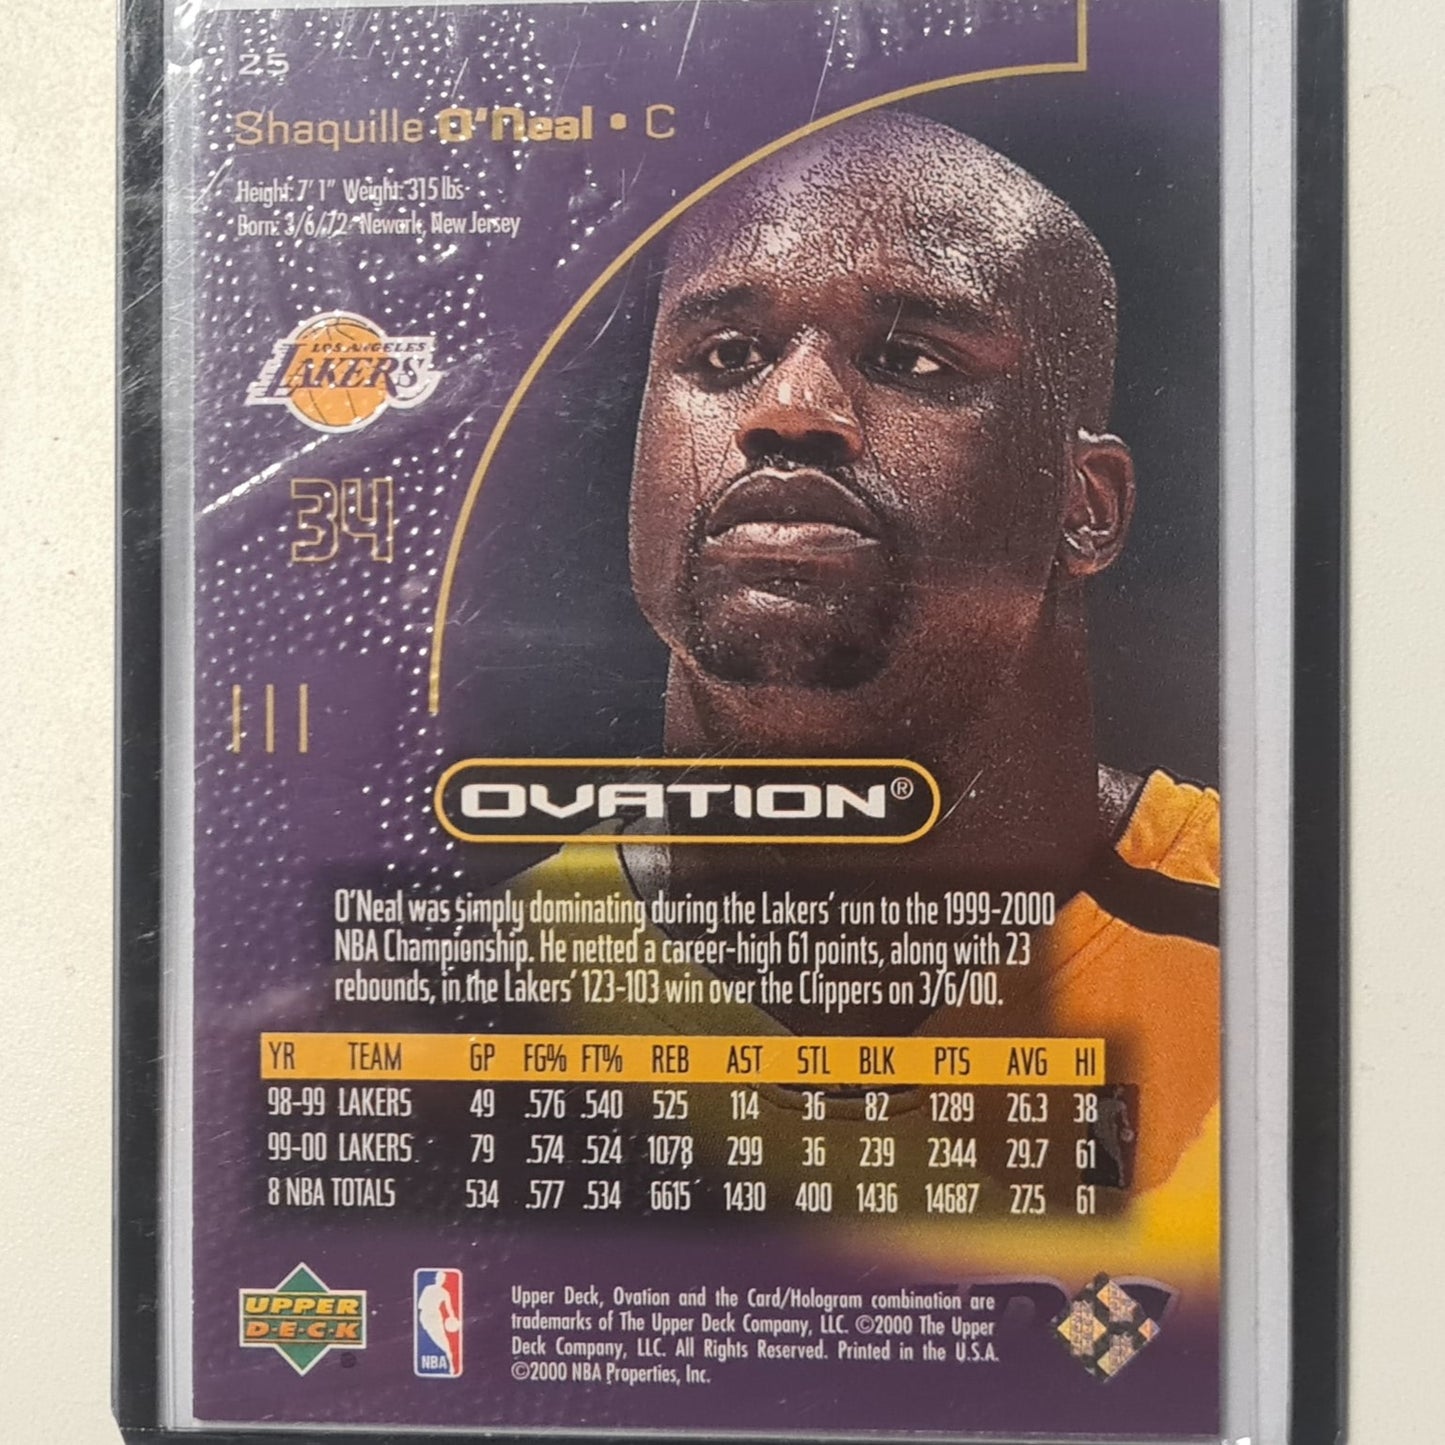 25
Shaquille O'Neal • C
Height: 7' 1" Weight: 315 lbs
Born: 3/6/72 Newark, New Jersey
LOS ANGELES
LAKERS
34
OVATION®
O'Neal was simply dominating during the Lakers' run to the 1999-2000
NBA Championship. He netted a career-high 61 points, along with 23
rebounds, in the Lakers' 123-103 win over the Clippers on 3/6/00.
YR TEAM GP FG% FT% REB AST STL BLK PTS AVG HI
98-99 LAKERS 49 .576 .540 525 114 36 82 1289 26.3 38
99-00 LAKERS 79 .574 .524 1078 299 36 239 2344 29.7 61
8 NBA TOTALS 534 .577 .534 6615 1430 400 1436 14687 27.5 61
UPPER
D•E•C•K
NBA
Upper Deck, Ovation and the Card/Hologram combination are
trademarks of The Upper Deck Company, LLC. ©2000 The Upper
Deck Company, LLC. All Rights Reserved. Printed in the U.S.A.
©2000 NBA Properties, Inc.